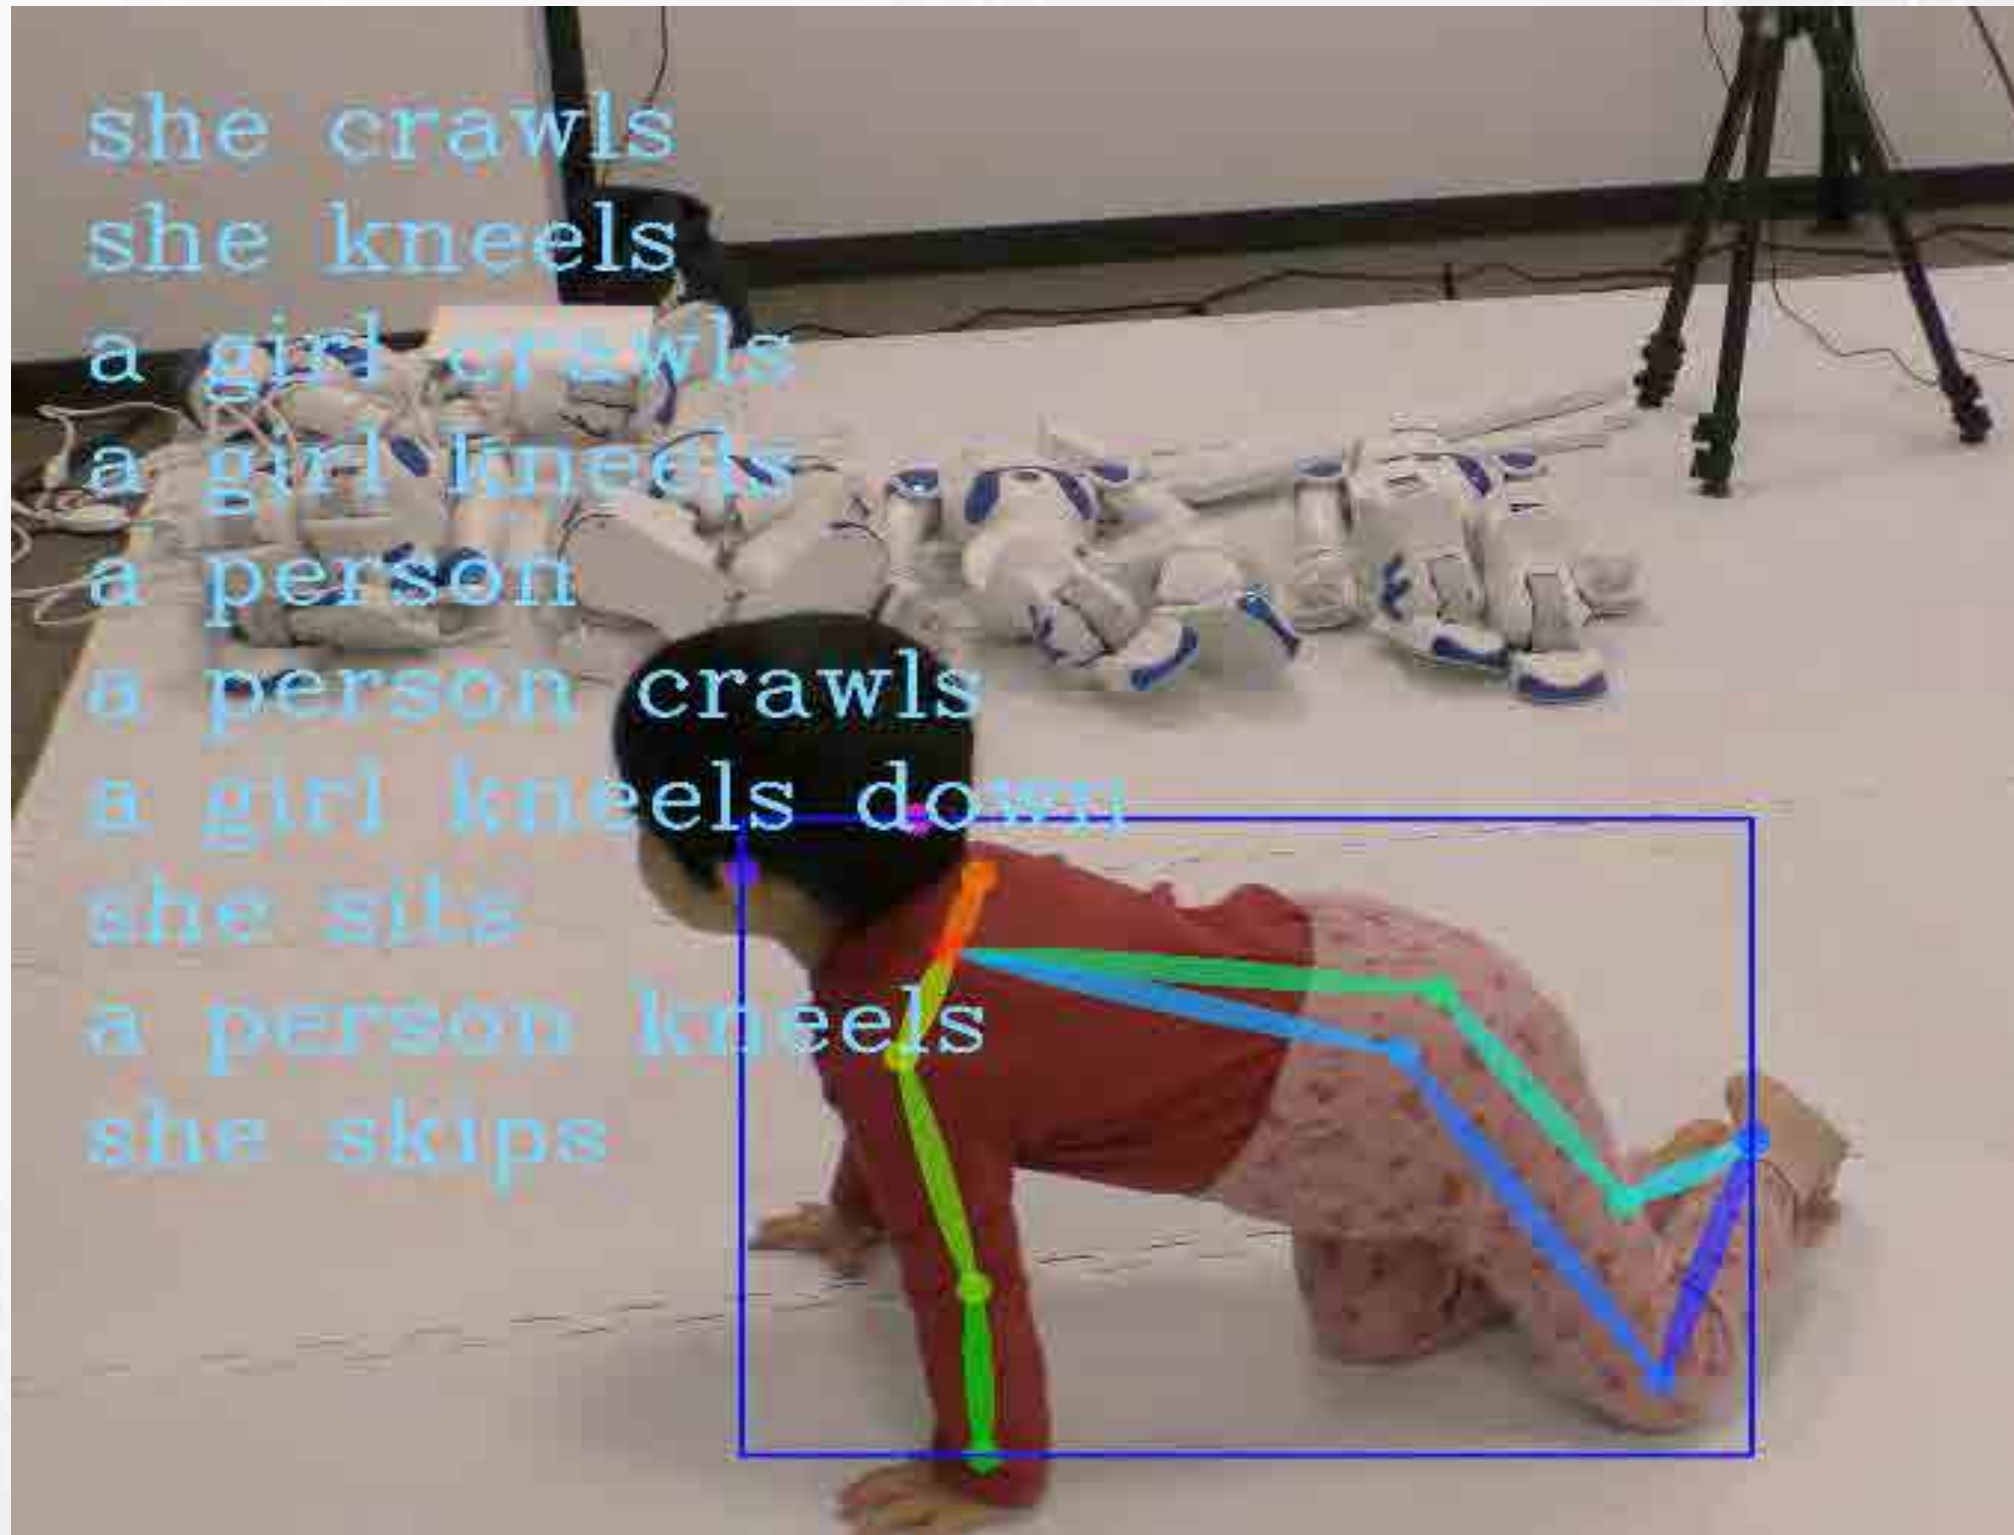 she crawls
she kneels
a girl crawls
a girl kneels
a person
a person crawls
a girl kneels down
she sits
a person kneels
she skips